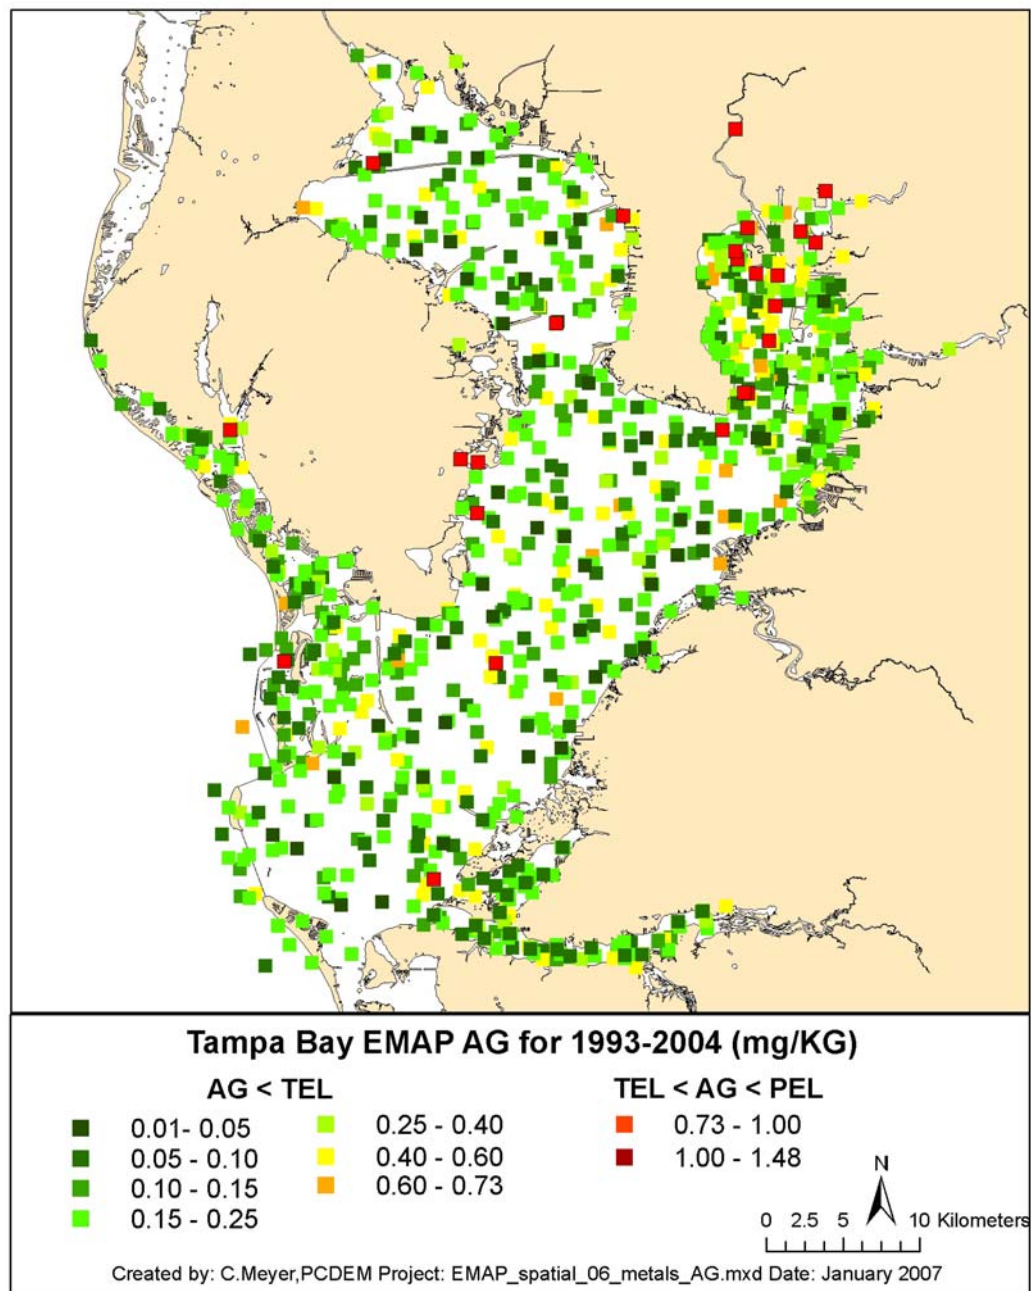 Tampa Bay EMAP AG for 1993-2004 (mg/KG)
AG < TEL
TEL < AG < PEL
0.01- 0.05
0.05 - 0.10
0.10 - 0.15
0.15 - 0.25
0.25 - 0.40
0.40 - 0.60
0.60 - 0.73
0.73 - 1.00
1.00 - 1.48
N
0 2.5 5 10 Kilometers
Created by: C.Meyer,PCDEM Project: EMAP_spatial_06_metals_AG.mxd Date: January 2007